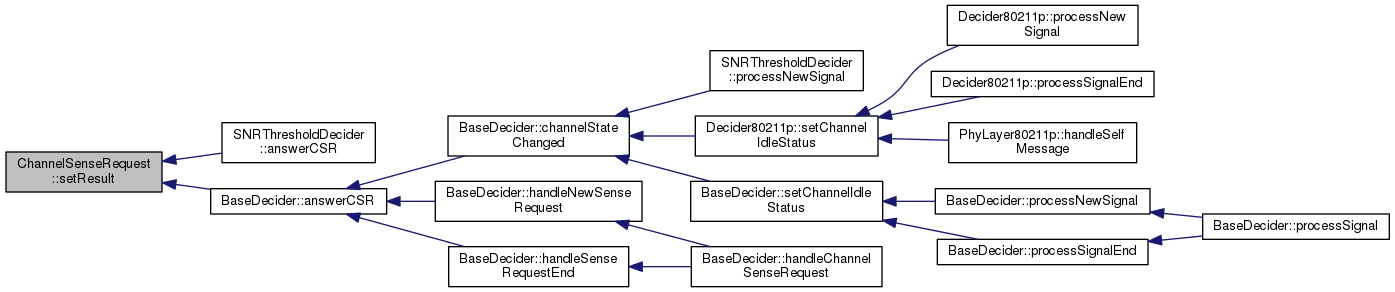 ChannelSenseRequest
::setResult
SNRThresholdDecider
::answerCSR
BaseDecider::answerCSR
BaseDecider::channelState
Changed
BaseDecider::handleNewSense
Request
BaseDecider::handleSense
RequestEnd
SNRThresholdDecider
::processNewSignal
Decider80211p::setChannel
IdleStatus
BaseDecider::setChannelIdle
Status
BaseDecider::handleChannel
SenseRequest
Decider80211p::processNew
Signal
Decider80211p::processSignalEnd
PhyLayer80211p::handleSelf
Message
BaseDecider::processNewSignal
BaseDecider::processSignalEnd
BaseDecider::processSignal